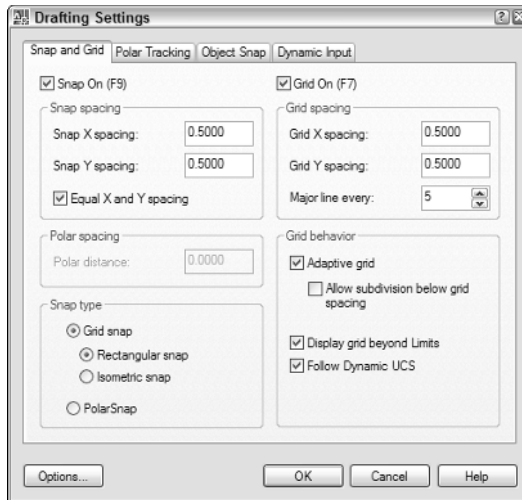 Drafting Settings
Snap and Grid
Polar Tracking
Object Snap
Dynamic Input
Snap On (F9)
Snap spacing
Snap X spacing: 0.5000
Snap Y spacing: 0.5000
Equal X and Y spacing
Polar spacing
Polar distance: 0.0000
Snap type
Grid snap
Rectangular snap
Isometric snap
PolarSnap
Grid On (F7)
Grid spacing
Grid X spacing: 0.5000
Grid Y spacing: 0.5000
Major line every: 5
Grid behavior
Adaptive grid
Allow subdivision below grid
spacing
Display grid beyond Limits
Follow Dynamic UCS
Options...
OK
Cancel
Help